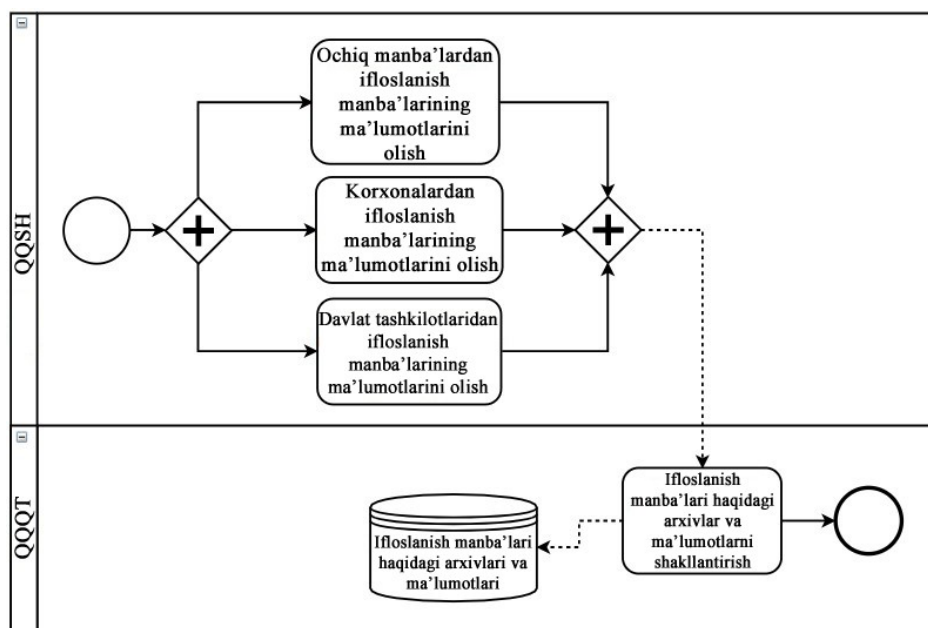 QQSH
Ochiq manba’lardan
ifloslanish
manba’larining
ma’lumotlarini
olish
Korxonalardan
ifloslanish
manba’larining
ma’lumotlarini olish
Davlat tashkilotlaridan
ifloslanish
manba’larining
ma’lumotlarini olish
QQQT
Ifloslanish manba’lari
haqidagi arxivlari va
ma’lumotlari
Ifloslanish
manba’lari haqidagi
arxivlar va
ma’lumotlarni
shakllantirish